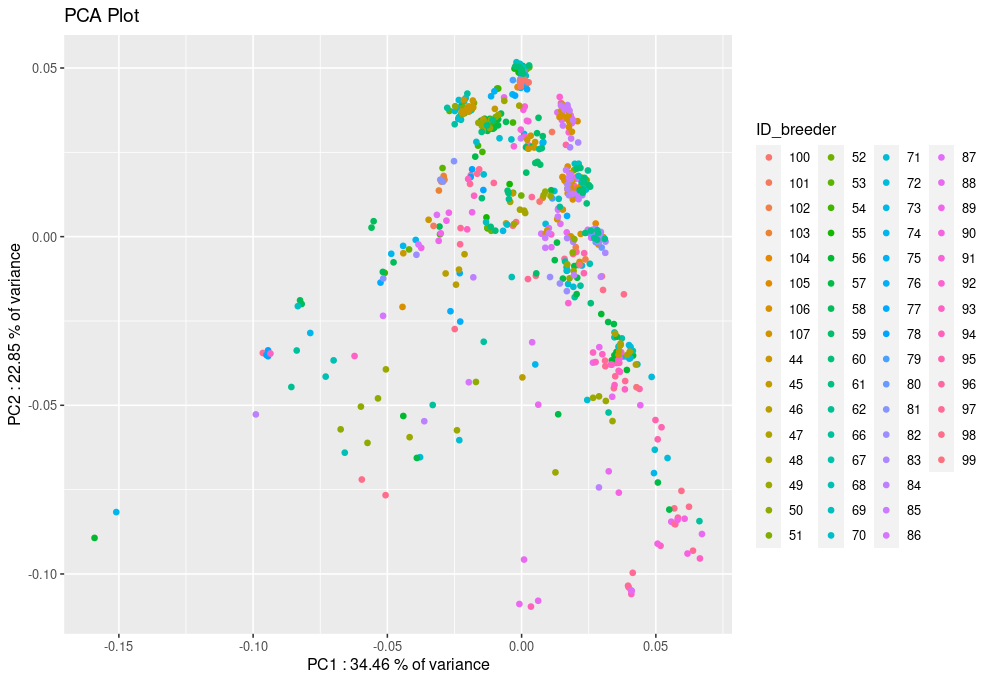 PCA Plot
0.05
0.00
-0.05
-0.10
PC2 : 22.85 % of variance
-0.15
-0.10
-0.05
0.00
0.05
PC1 : 34.46 % of variance
ID_breeder
100 52 71 87
101 53 72 88
102 54 73 89
103 55 74 90
104 56 75 91
105 57 76 92
106 58 77 93
107 59 78 94
44 60 79 95
45 61 80 96
46 62 81 97
47 66 82 98
48 67 83 99
49 68 84
50 69 85
51 70 86